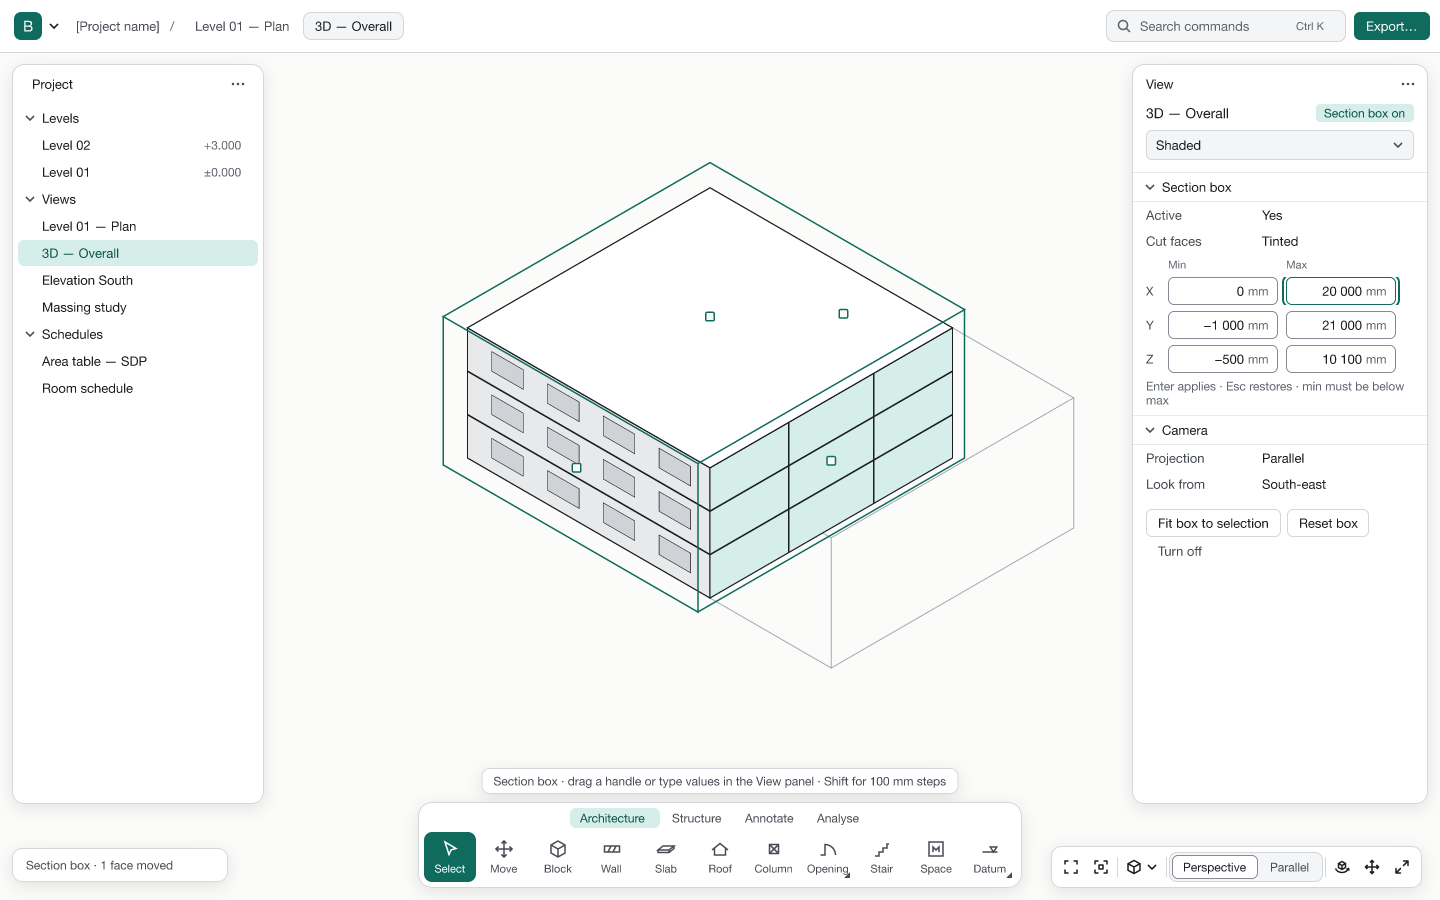 B [Project name] / Level 01 — Plan 3D — Overall Search commands Ctrl K Export...
Project
Levels
Level 02 +3.000
Level 01 ±0.000
Views
Level 01 — Plan
3D — Overall
Elevation South
Massing study
Schedules
Area table — SDP
Room schedule
View
3D — Overall Section box on
Shaded
Section box
Active Yes
Cut faces Tinted
Min Max
X 0 mm 20 000 mm
Y −1 000 mm 21 000 mm
Z −500 mm 10 100 mm
Enter applies · Esc restores · min must be below
max
Camera
Projection Parallel
Look from South-east
Fit box to selection Reset box
Turn off
Section box · drag a handle or type values in the View panel · Shift for 100 mm steps
Architecture Structure Annotate Analyse
Select Move Block Wall Slab Roof Column Opening Stair Space Datum
Section box · 1 face moved
Perspective Parallel